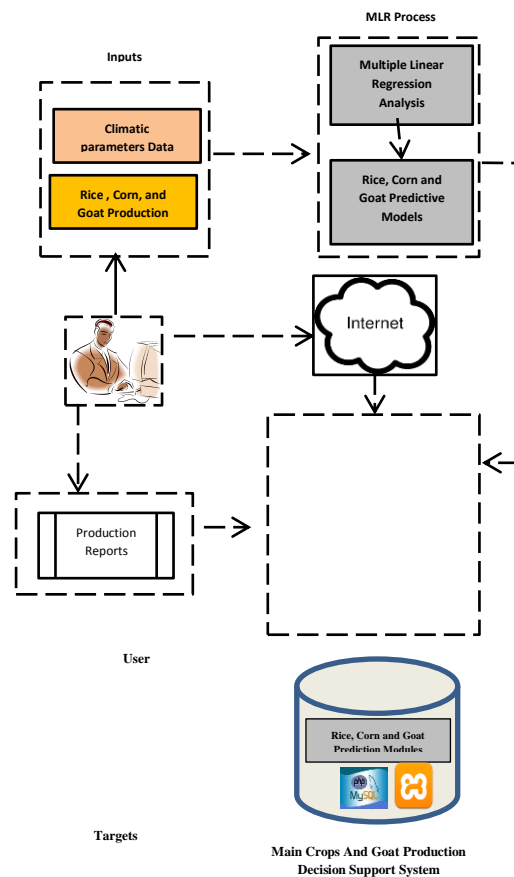 MLR Process
Inputs
Multiple Linear
Regression
Analysis
Climatic
parameters Data
Rice , Corn, and
Goat Production
Rice, Corn and
Goat Predictive
Models
Internet
Production
Reports
User
Rice, Corn and Goat
Prediction Modules
php
MySQL
Targets
Main Crops And Goat Production
Decision Support System